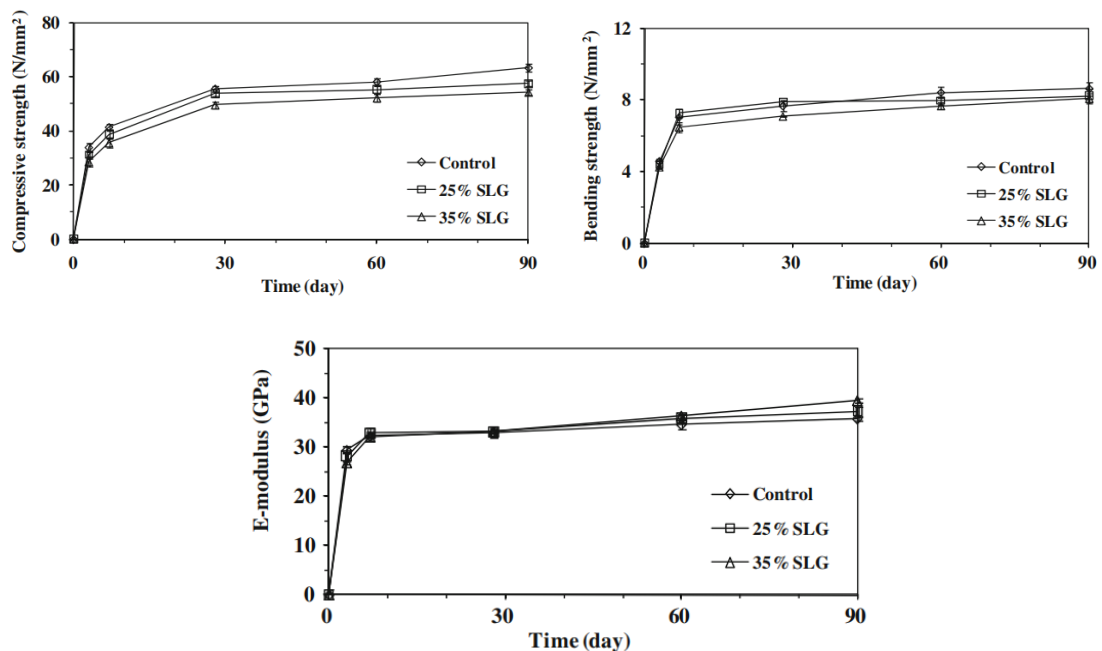 Compressive strength (N/mm²)
80
60
40
20
0
0 30 60 90
Time (day)
Control
25% SLG
35% SLG
Bending strength (N/mm²)
12
8
4
0
0 30 60 90
Time (day)
Control
25% SLG
35% SLG
E-modulus (GPa)
50
40
30
20
10
0
0 30 60 90
Time (day)
Control
25% SLG
35% SLG